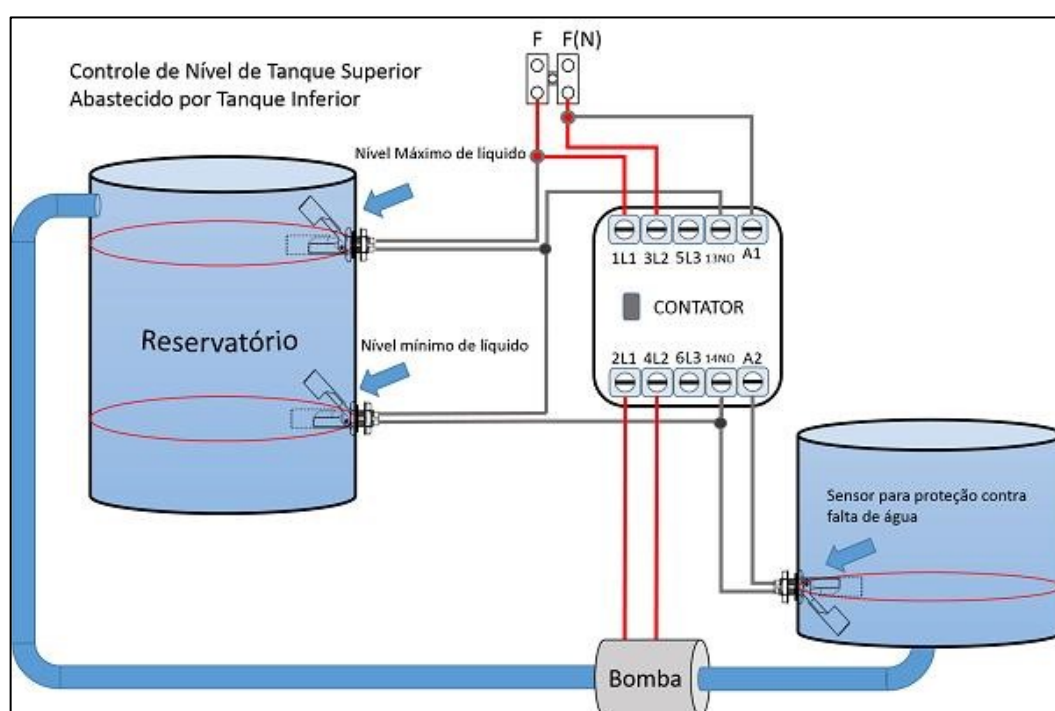 F F(N)
Controle de Nível de Tanque Superior
Abastecido por Tanque Inferior
Nível Máximo de líquido
1L1 3L2 5L3 13NO A1
CONTATOR
Reservatório
Nível mínimo de líquido
2L1 4L2 6L3 14NO A2
Sensor para proteção contra
falta de água
Bomba